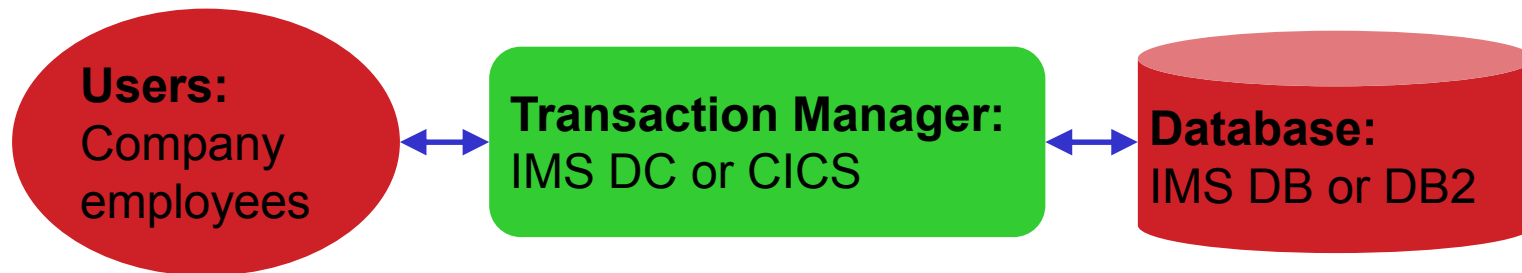 Users:
Company
employees
Transaction Manager:
IMS DC or CICS
Database:
IMS DB or DB2